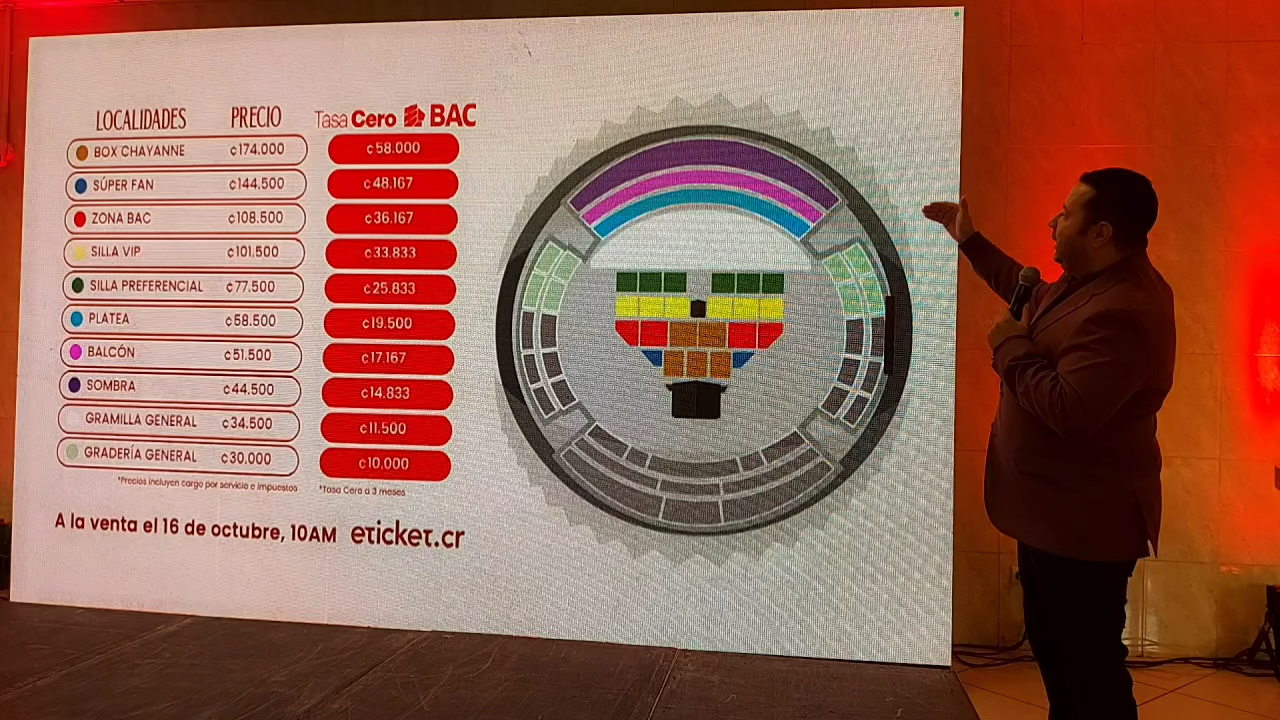 LOCALIDADES PRECIO Tasa Cero BAC
BOX CHAYANNE ¢174.000 ¢58.000
SÚPER FAN ¢144.500 ¢48.167
ZONA BAC ¢108.500 ¢36.167
SILLA VIP ¢101.500 ¢33.833
SILLA PREFERENCIAL ¢77.500 ¢25.833
PLATEA ¢58.500 ¢19.500
BALCÓN ¢51.500 ¢17.167
SOMBRA ¢44.500 ¢14.833
GRAMILLA GENERAL ¢34.500 ¢11.500
GRADERÍA GENERAL ¢30.000 ¢10.000
*Precios incluyen cargo por servicio e impuestos *Tasa Cero a 3 meses
A la venta el 16 de octubre, 10AM eticket.cr